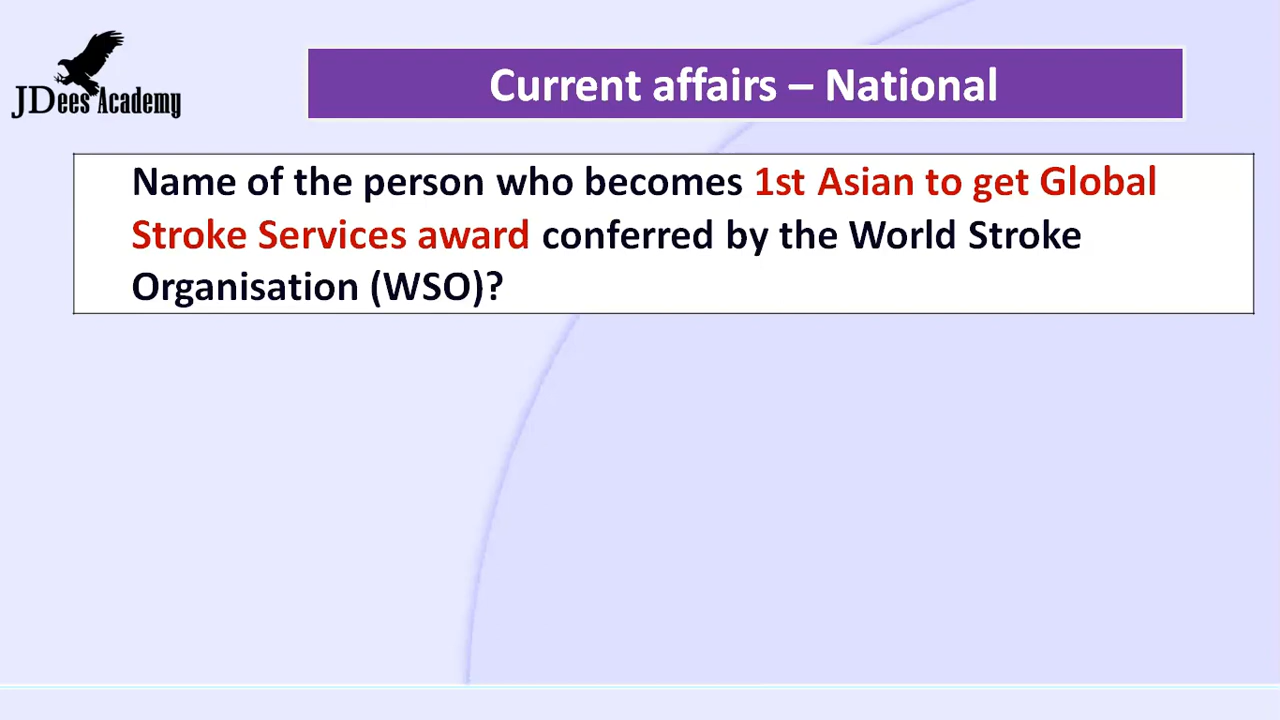 JDees Academy
Current affairs – National
Name of the person who becomes 1st Asian to get Global
Stroke Services award conferred by the World Stroke
Organisation (WSO)?